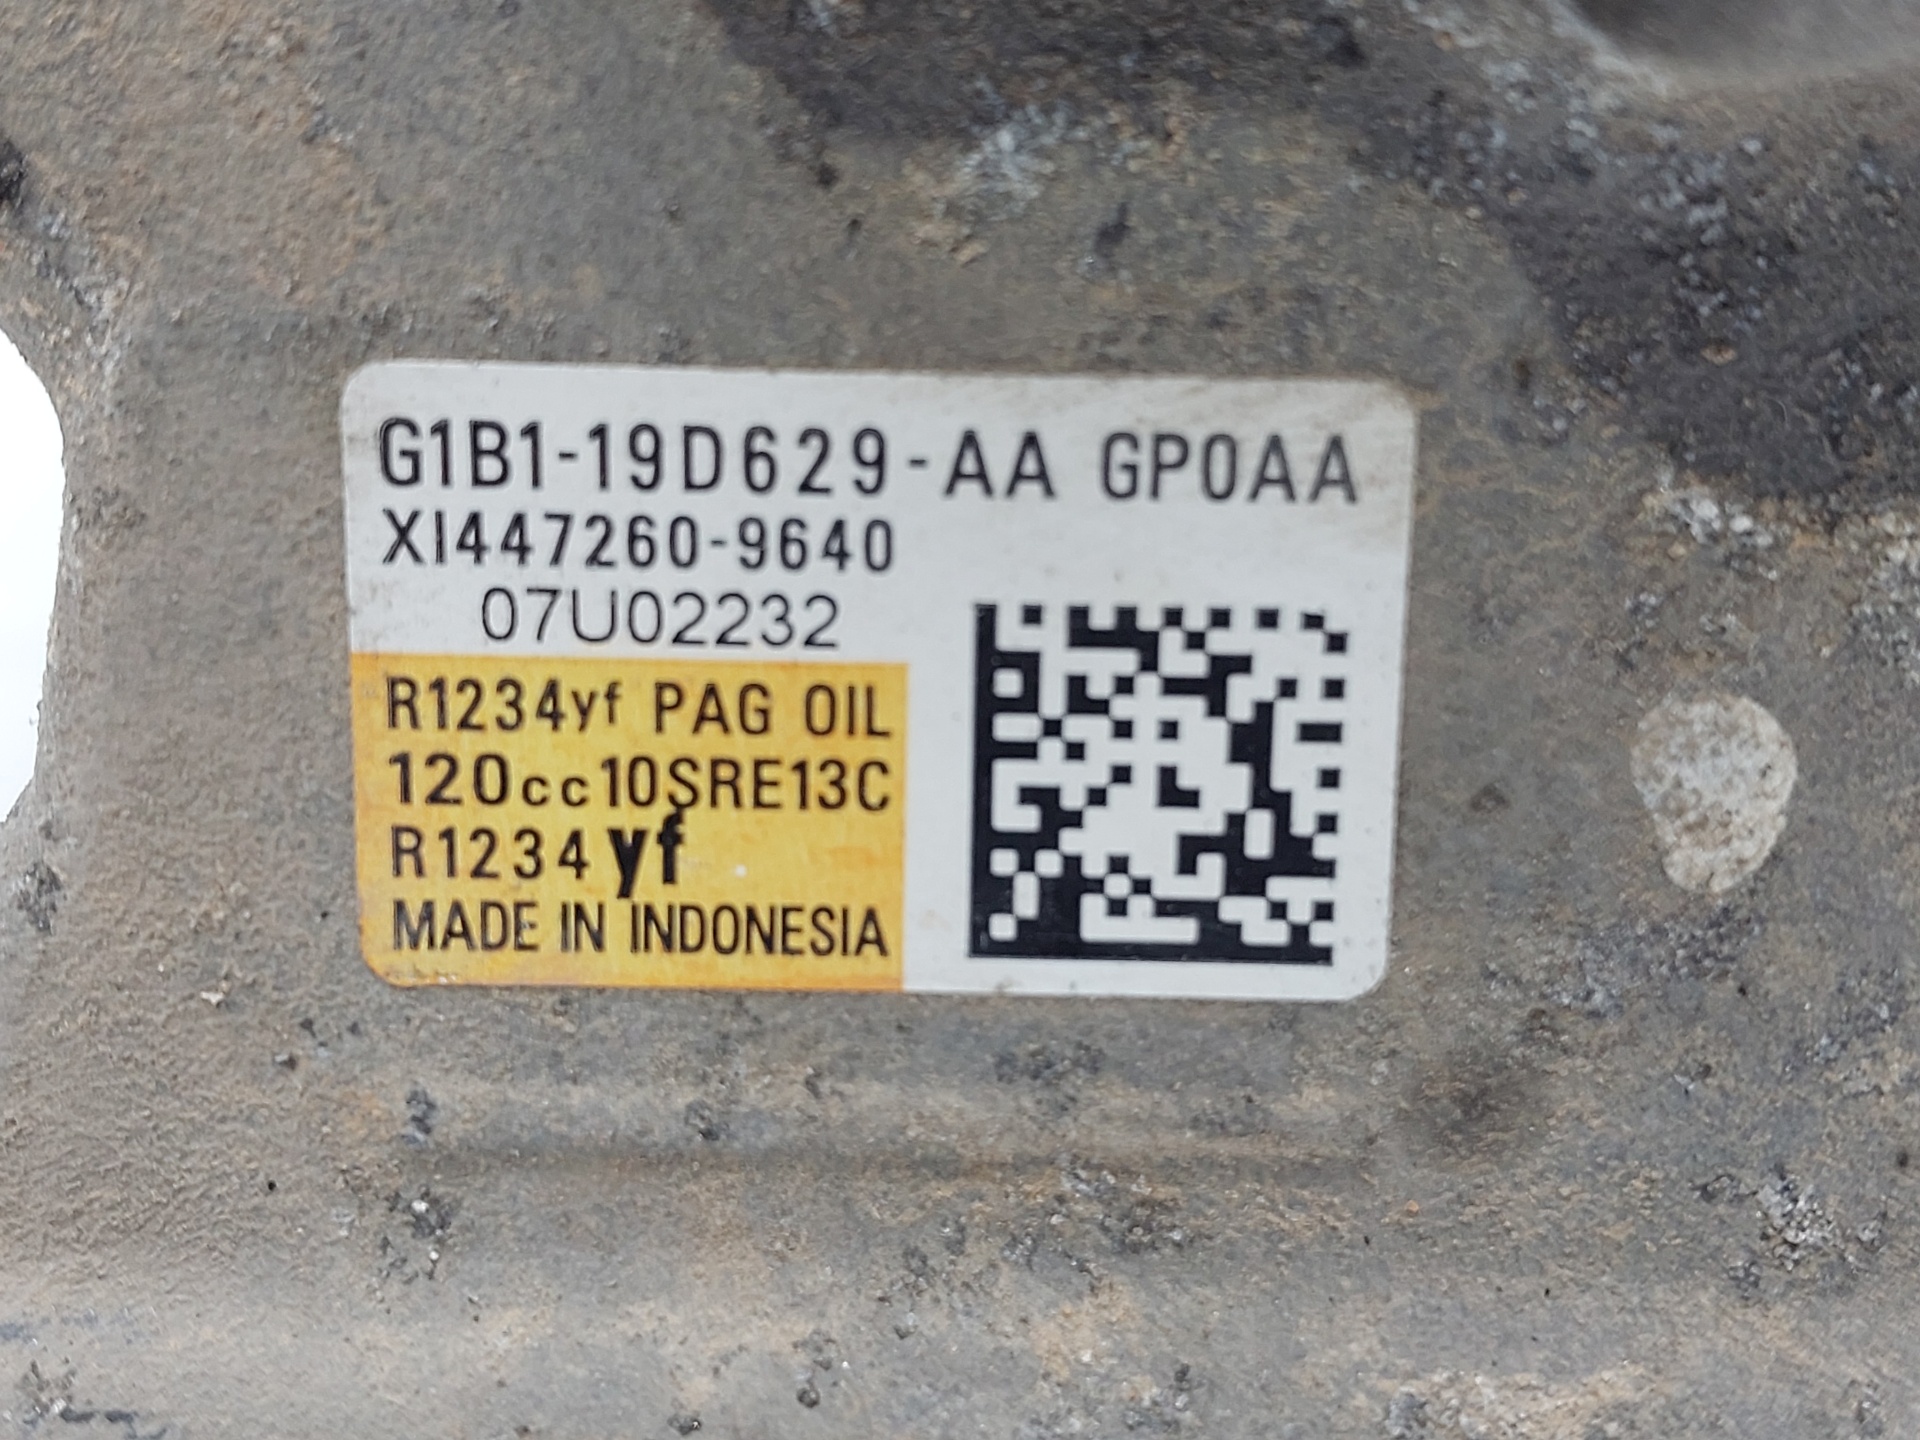 G1B1-19D629-AA GP0AA
XI447260-9640
07U02232
R1234yf PAG OIL
120cc10SRE13C
R1234yf
MADE IN INDONESIA